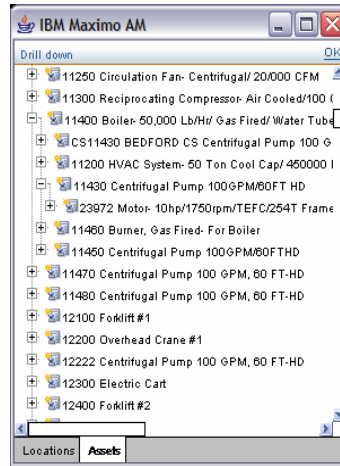 IBM Maximo AM
Drill down OK
11250 Circulation Fan- Centrifugal/ 20/000 CFM
11300 Reciprocating Compressor- Air Cooled/100 (
11400 Boiler- 50,000 Lb/Hr/ Gas Fired/ Water Tube
CS11430 BEDFORD CS Centrifugal Pump 100 G
11200 HVAC System- 50 Ton Cool Cap/ 450000
11430 Centrifugal Pump 100GPM/60FT HD
23972 Motor- 10hp/1750rpm/TEFC/254T Frame
11460 Burner, Gas Fired- For Boiler
11450 Centrifugal Pump 100GPM/60FTHD
11470 Centrifugal Pump 100 GPM, 60 FT-HD
11480 Centrifugal Pump 100 GPM, 60 FT-HD
12100 Forklift #1
12200 Overhead Crane #1
12222 Centrifugal Pump 100 GPM, 60 FT-HD
12300 Electric Cart
12400 Forklift #2
Locations Assets